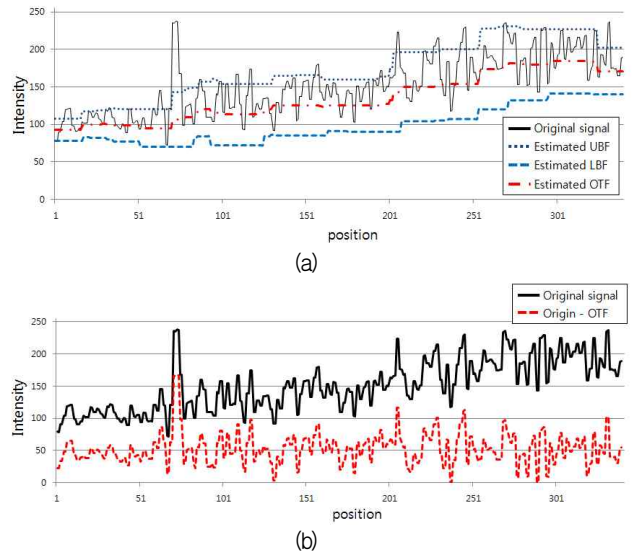 (a)
250
200
150
100
50
0
Intensity
1
51
101
151
201
251
301
position
Original signal
Estimated UBF
Estimated LBF
Estimated OTF
(b)
250
200
150
100
50
0
Intensity
1
51
101
151
201
251
301
position
Original signal
Origin - OTF